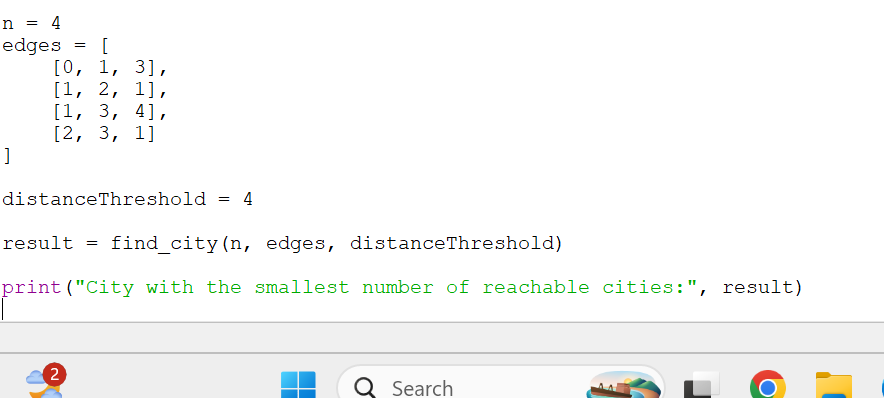 n = 4
edges = [
    [0, 1, 3],
    [1, 2, 1],
    [1, 3, 4],
    [2, 3, 1]
]
distanceThreshold = 4
result = find_city(n, edges, distanceThreshold)
print("City with the smallest number of reachable cities:", result)
2
Search